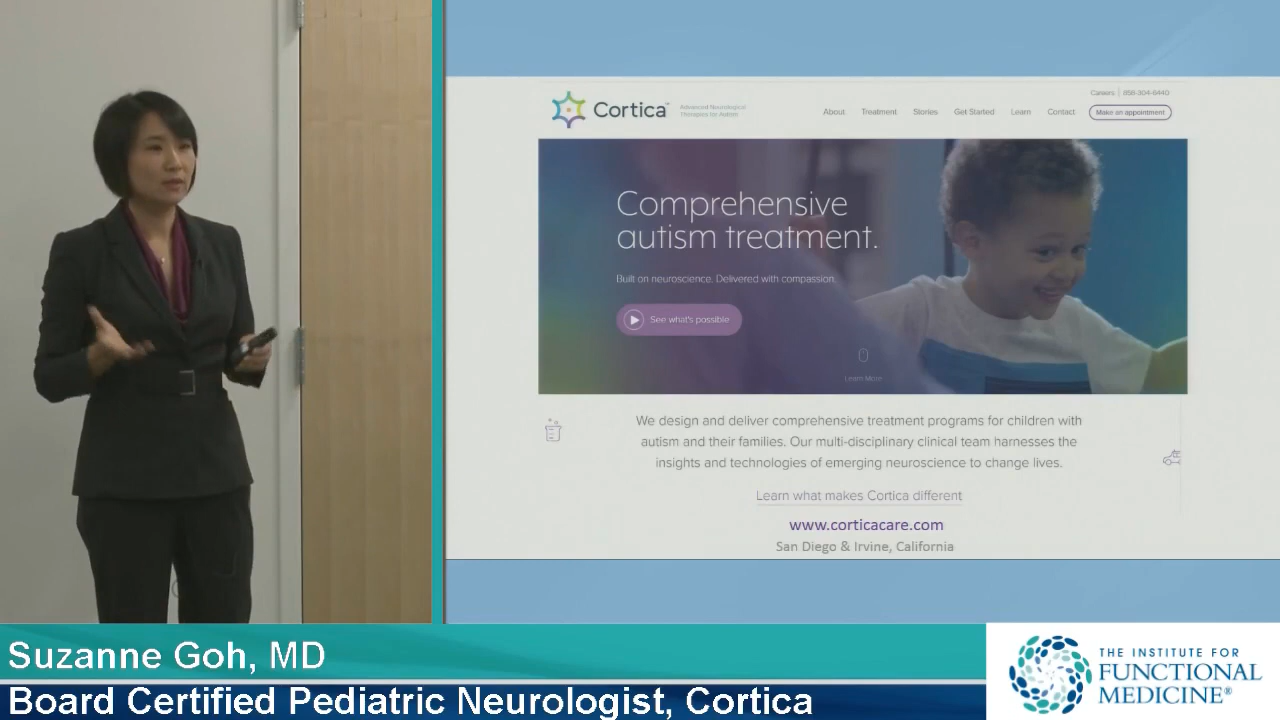 Cortica™
Advanced Neurological
Therapies for Autism
About Treatment Stories Get Started Learn Contact
Careers 858-304-6440
Make an appointment
Comprehensive
autism treatment.
Built on neuroscience. Delivered with compassion.
See what's possible
Learn More
We design and deliver comprehensive treatment programs for children with
autism and their families. Our multi-disciplinary clinical team harnesses the
insights and technologies of emerging neuroscience to change lives.
Learn what makes Cortica different
www.corticacare.com
San Diego & Irvine, California
Suzanne Goh, MD
Board Certified Pediatric Neurologist, Cortica
THE INSTITUTE FOR
FUNCTIONAL
MEDICINE®